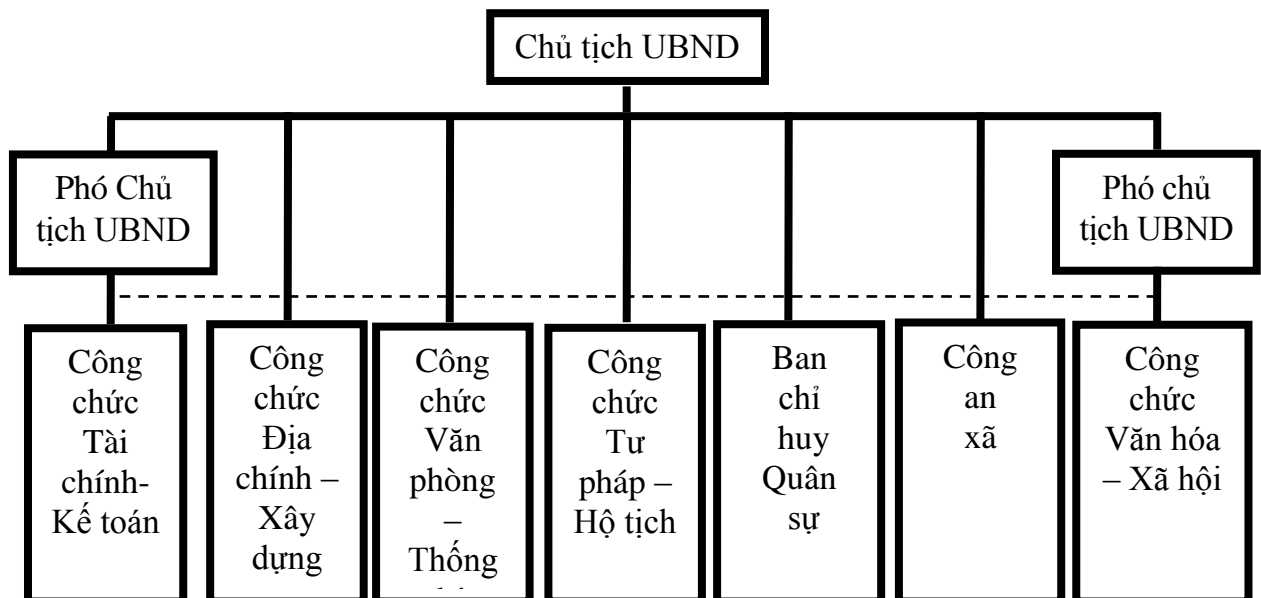 Chủ tịch UBND
Phó Chủ
tịch UBND
Phó chủ
tịch UBND
Công
chức
Tài
chính-
Kế toán
Công
chức
Địa
chính –
Xây
dựng
Công
chức
Văn
phòng
–
Thống
Công
chức
Tư
pháp –
Hộ tịch
Ban
chỉ
huy
Quân
sự
Công
an
xã
Công
chức
Văn hóa
– Xã hội